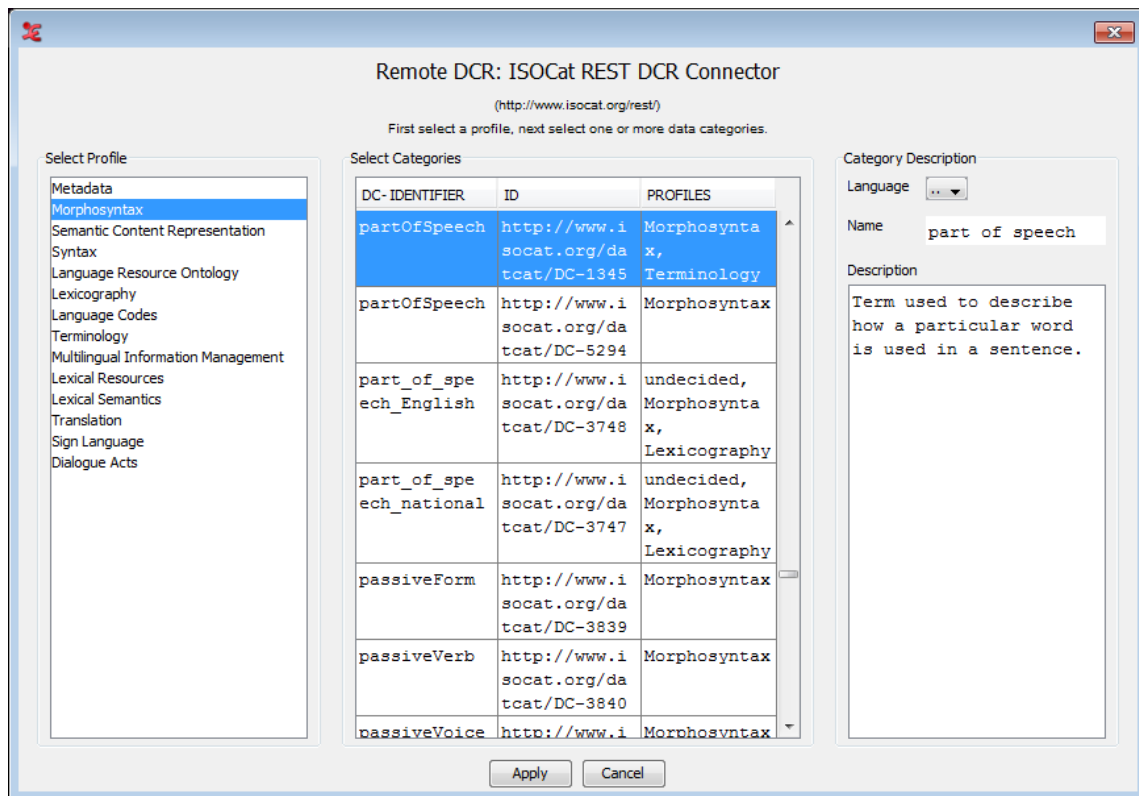 Remote DCR: ISOCat REST DCR Connector
(http://www.isocat.org/rest/)
First select a profile, next select one or more data categories.
Select Profile
Metadata
Morphosyntax
Semantic Content Representation
Syntax
Language Resource Ontology
Lexicography
Language Codes
Terminology
Multilingual Information Management
Lexical Resources
Lexical Semantics
Translation
Sign Language
Dialogue Acts
Select Categories
DC-IDENTIFIER ID PROFILES
partOfSpeech http://www.i Morphosynta
socat.org/da x,
tcat/DC-1345 Terminology
partOfSpeech http://www.i Morphosyntax
socat.org/da
tcat/DC-5294
part_of_spe http://www.i undecided,
ech_English socat.org/da Morphosynta
tcat/DC-3748 x,
Lexicography
part_of_spe http://www.i undecided,
ech_national socat.org/da Morphosynta
tcat/DC-3747 x,
Lexicography
passiveForm http://www.i Morphosyntax
socat.org/da
tcat/DC-3839
passiveVerb http://www.i Morphosyntax
socat.org/da
tcat/DC-3840
passiveVoice http://www.i Morphosyntax
Category Description
Language ..
Name part of speech
Description
Term used to describe
how a particular word
is used in a sentence.
Apply Cancel